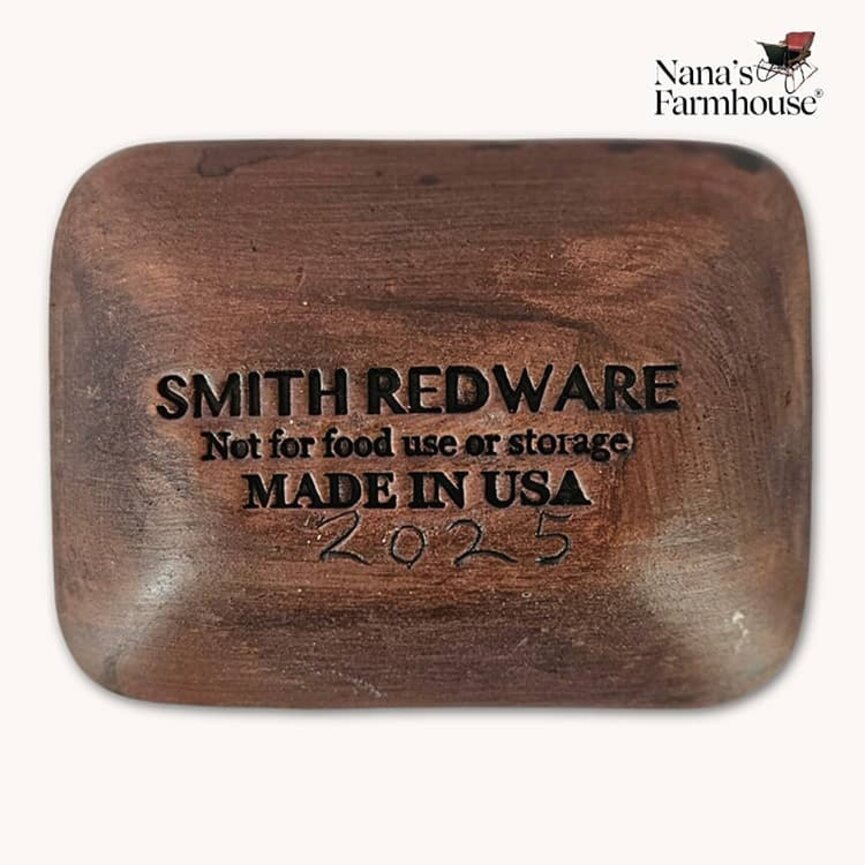 Nana's
Farmhouse®
SMITH REDWARE
Not for food use or storage
MADE IN USA
2025